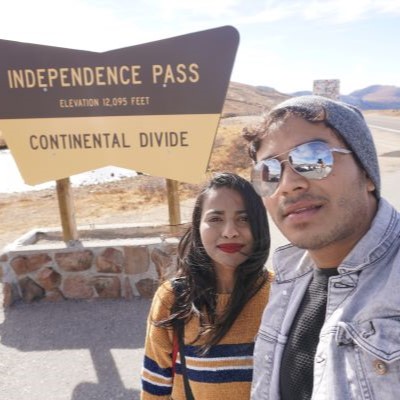 INDEPENDENCE PASS
ELEVATION 12,095 FEET
CONTINENTAL DIVIDE